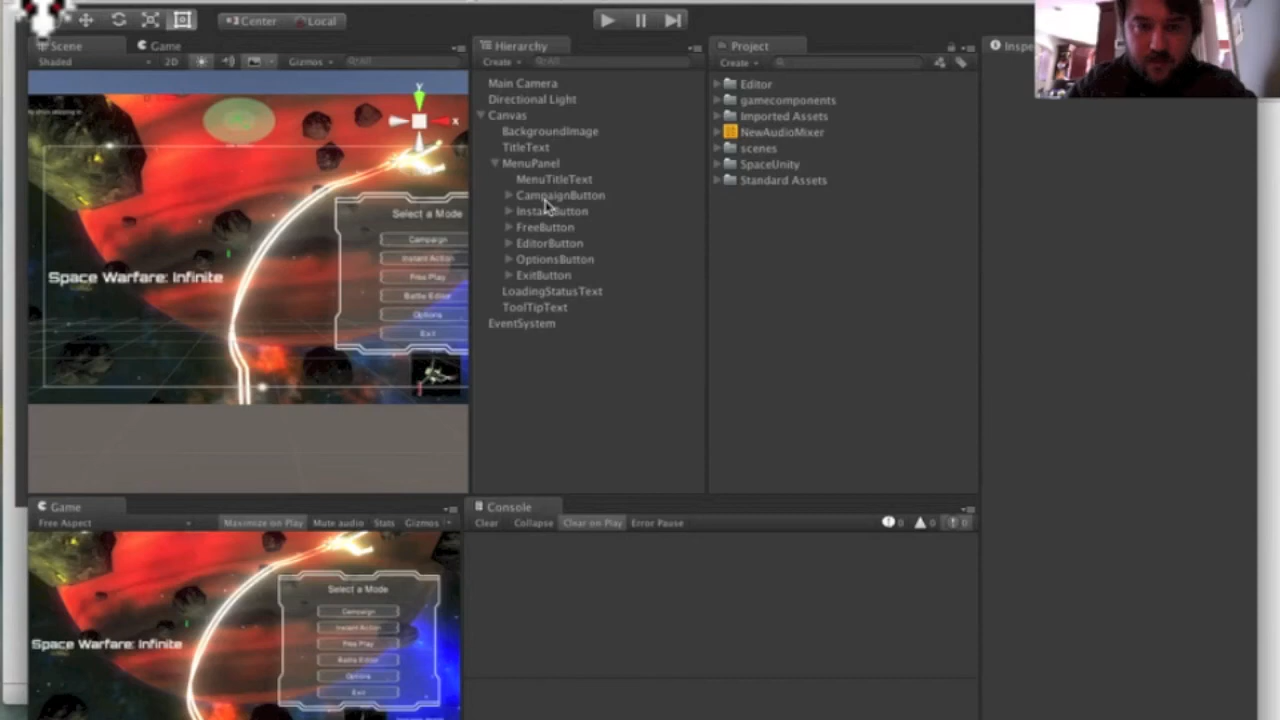 Center Local
Scene Game
Shaded 2D Gizmos All
Space Warfare: Infinite
Select a Mode
Campaign
Instant Action
Free Play
Battle Editor
Options
Exit
Hierarchy
Create All
Main Camera
Directional Light
Canvas
BackgroundImage
TitleText
MenuPanel
MenuTitleText
CampaignButton
InstantButton
FreeButton
EditorButton
OptionsButton
ExitButton
LoadingStatusText
ToolTipText
EventSystem
Project
Create
Editor
gamecomponents
Imported Assets
NewAudioMixer
scenes
SpaceUnity
Standard Assets
Inspe
Game
Free Aspect Maximize on Play Mute audio Stats Gizmos
Space Warfare: Infinite
Select a Mode
Campaign
Instant Action
Free Play
Battle Editor
Options
Exit
Console
Clear Collapse Clear on Play Error Pause 0 0 0